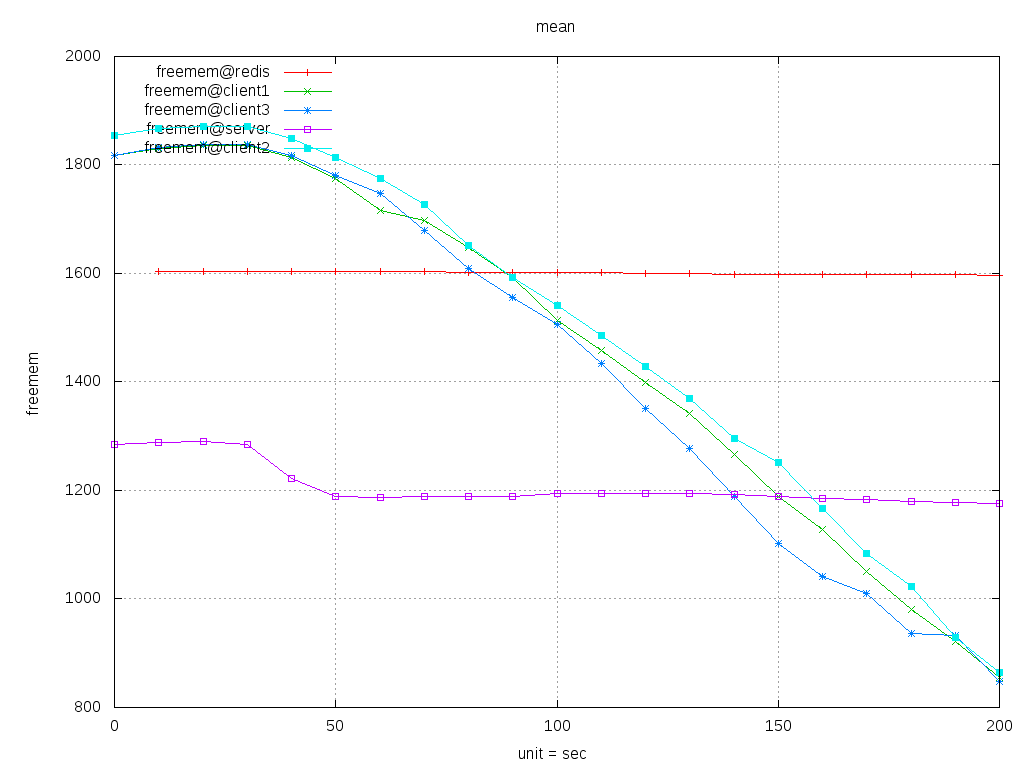 mean
2000
1800
1600
1400
1200
1000
800
freemem
freemem@redis
freemem@client1
freemem@client3
freemem@server
freemem@client2
0
50
100
150
200
unit = sec